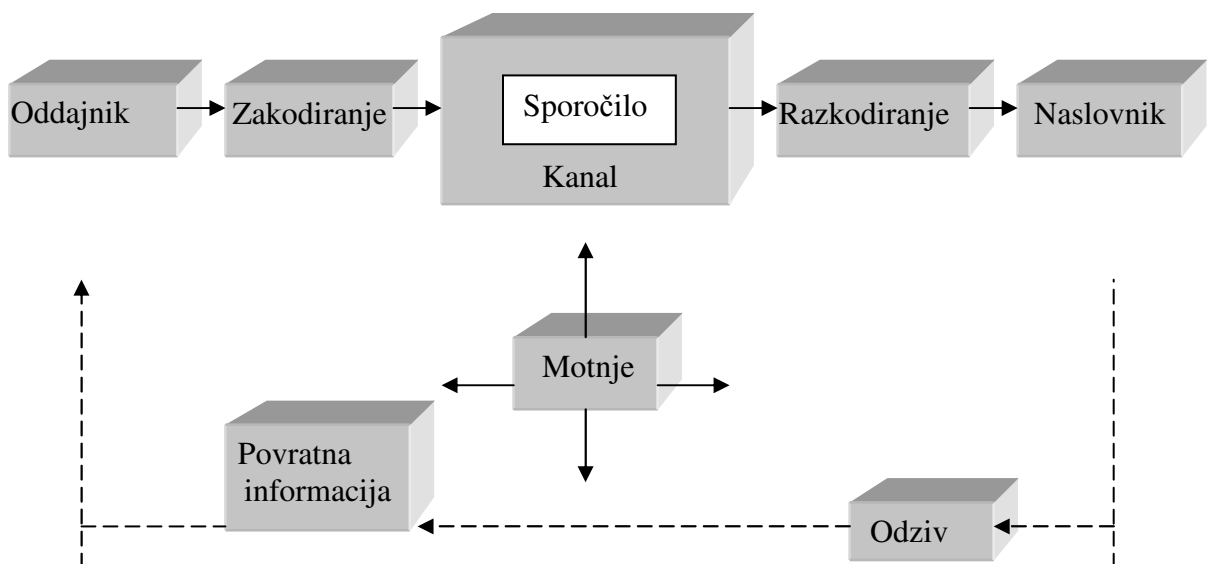 Oddajnik
Zakodiranje
Sporočilo
Kanal
Razkodiranje
Naslovnik
Motnje
Povratna
informacija
Odziv